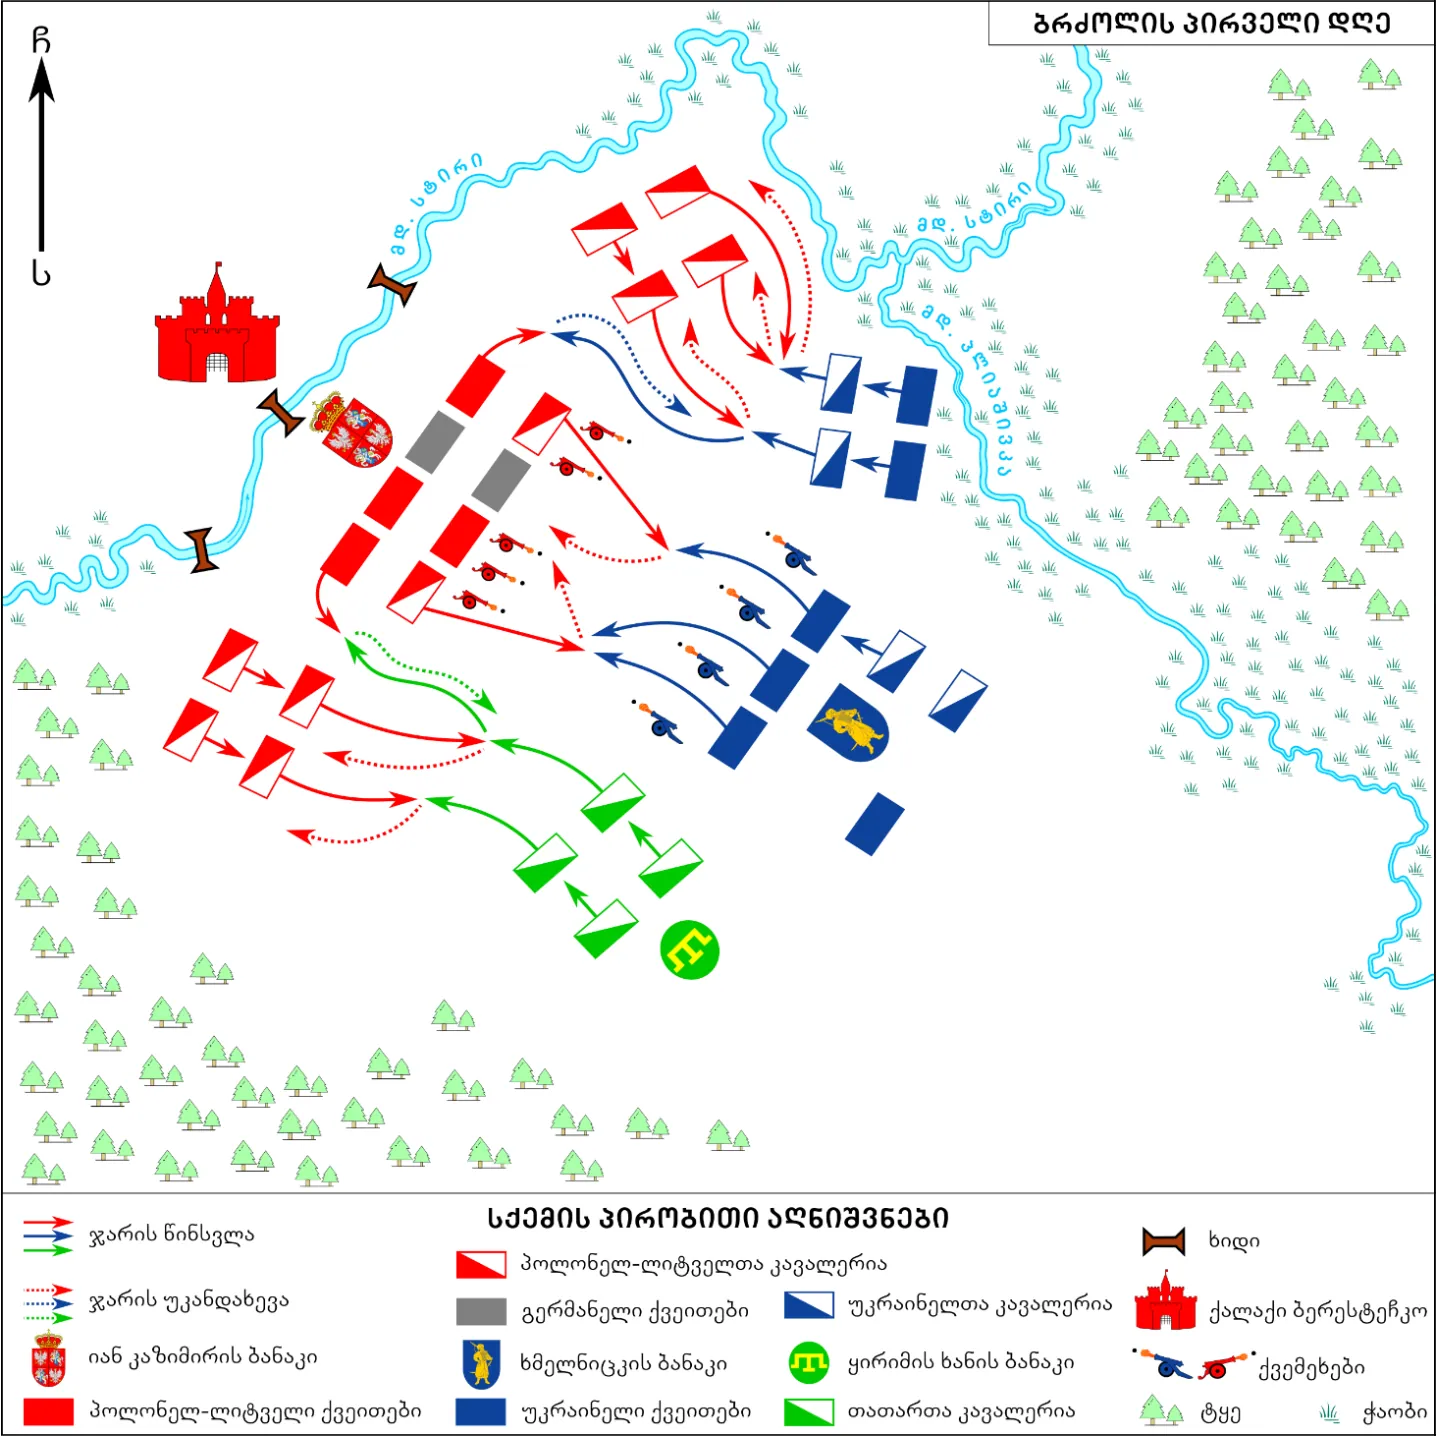 ბრძოლის პირველი დღე
ჩ
ს
მდ. სტირი
მდ. სტირი
მდ. პლიაშივკა
სქემის პირობითი აღნიშვნები
ჯარის წინსვლა
ჯარის უკანდახევა
იან კაზიმირის ბანაკი
პოლონელ-ლიტველი ქვეითები
პოლონელ-ლიტველთა კავალერია
გერმანელი ქვეითები
ხმელნიცკის ბანაკი
უკრაინელი ქვეითები
უკრაინელთა კავალერია
ყირიმის ხანის ბანაკი
თათართა კავალერია
ხიდი
ქალაქი ბერესტეჩკო
ქვემეხები
ტყე
ჭაობი